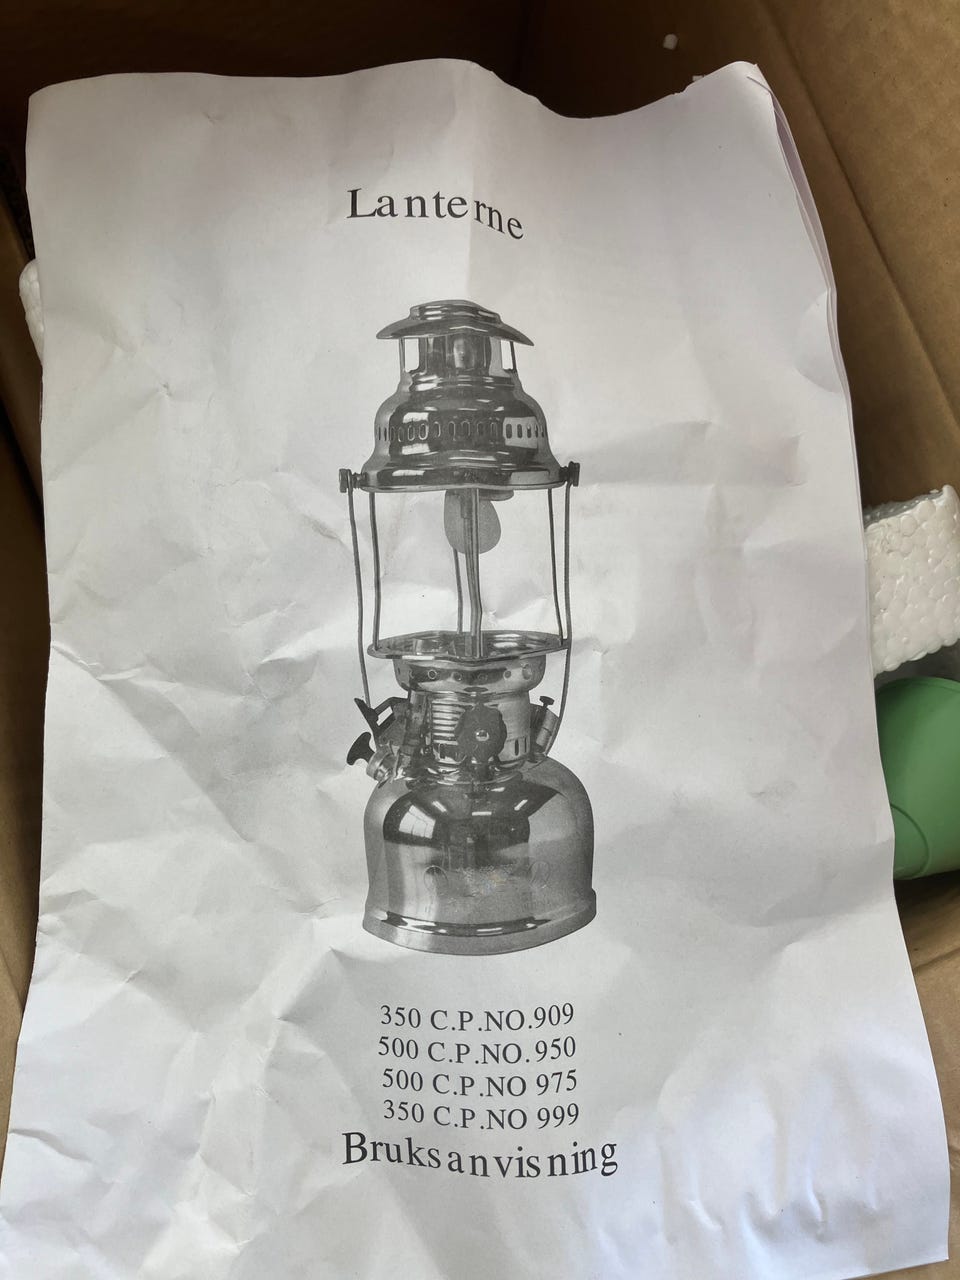 Lanterne
350 C.P.NO.909
500 C.P.NO.950
500 C.P.NO 975
350 C.P.NO 999
Bruksanvisning